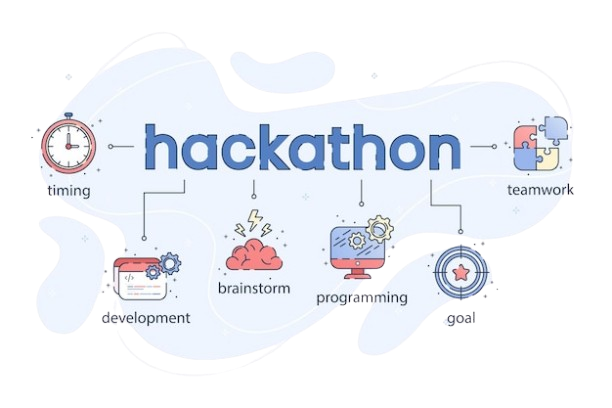 hackathon
timing
teamwork
development
brainstorm
programming
goal